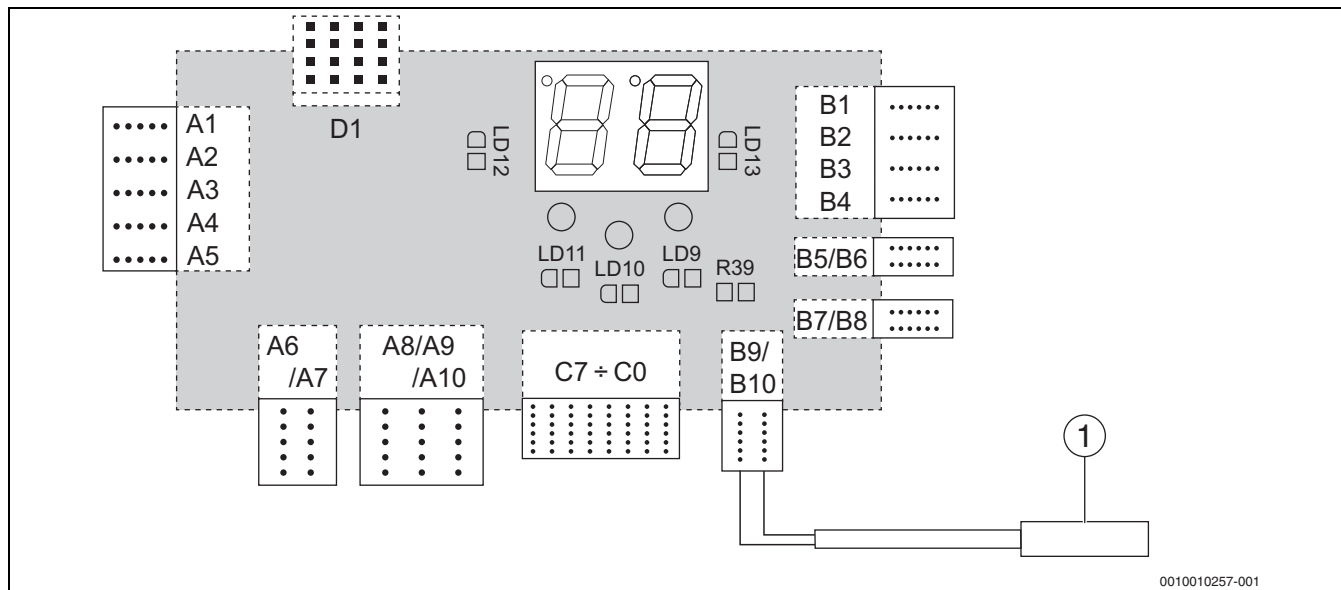 D1
A1
A2
A3
A4
A5
LD12
LD13
B1
B2
B3
B4
B5/B6
B7/B8
LD11
LD10
LD9
R39
A6
/A7
A8/A9
/A10
C7 ÷ C0
B9/
B10
1
0010010257-001